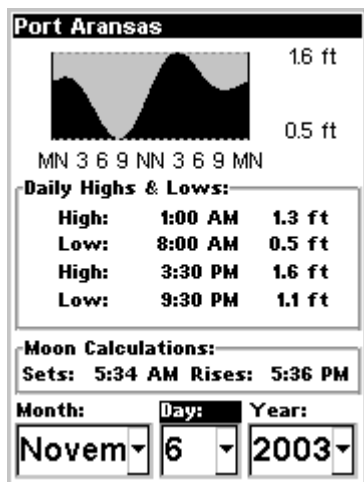 Port Aransas
1.6 ft
0.5 ft
MN 3 6 9 NN 3 6 9 MN
Daily Highs & Lows:
High: 1:00 AM 1.3 ft
Low: 8:00 AM 0.5 ft
High: 3:30 PM 1.6 ft
Low: 9:30 PM 1.1 ft
Moon Calculations:
Sets: 5:34 AM Rises: 5:36 PM
Month: Day: Year:
Novem 6 2003